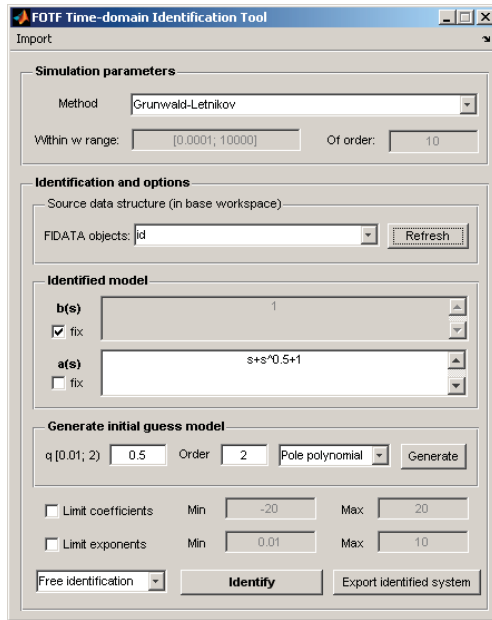 FOTF Time-domain Identification Tool
Import
Simulation parameters
Method Grunwald-Letnikov
Within w range: [0.0001; 10000] Of order: 10
Identification and options
Source data structure (in base workspace)
FIDATA objects: id Refresh
Identified model
b(s) 1
fix
a(s) s+s^0.5+1
fix
Generate initial guess model
q [0.01; 2) 0.5 Order 2 Pole polynomial Generate
Limit coefficients Min -20 Max 20
Limit exponents Min 0.01 Max 10
Free identification Identify Export identified system